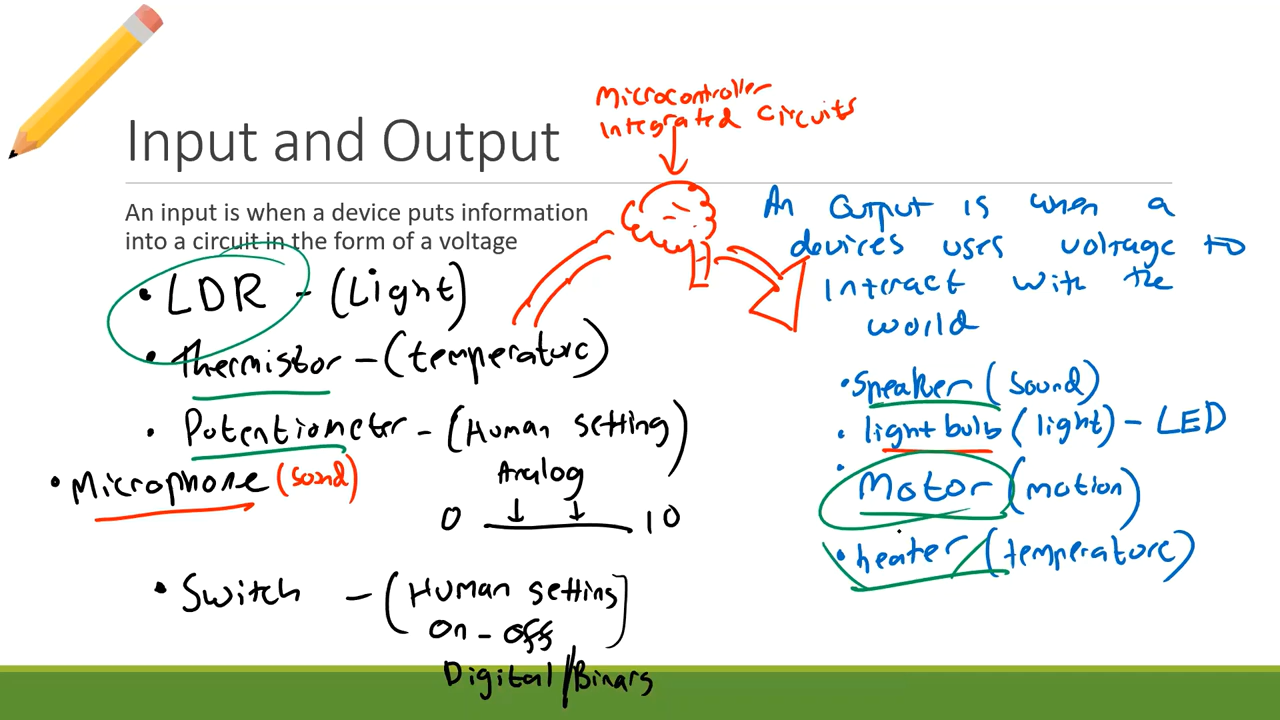 Microcontroller
Integrated Circuits
Input and Output
An input is when a device puts information
into a circuit in the form of a voltage
• LDR - (Light)
• Thermistor - (temperature)
• Potentiometer - (Human setting)
Analog
0 10
• Microphone (sound)
• Switch - (Human setting
On - off)
Digital / Binary
An Output is when a
devices uses voltage to
interact with the
world
• Speaker (sound)
• light bulb (light) - LED
• Motor (motion)
• heater (temperature)